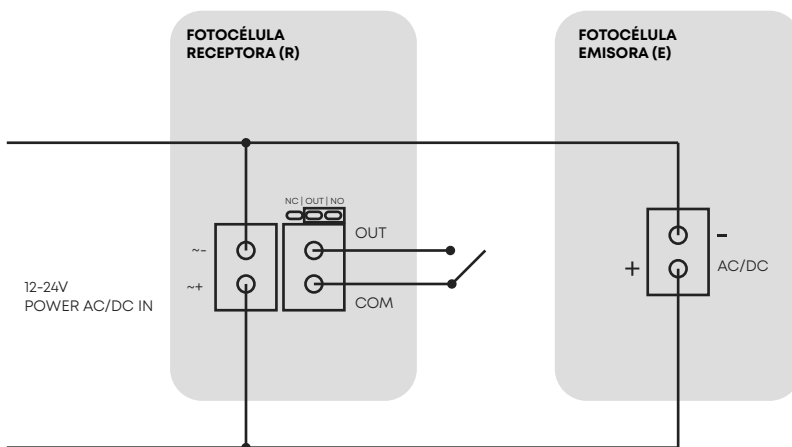 FOTOCÉLULA
RECEPTORA (R)
FOTOCÉLULA
EMISORA (E)
NC | OUT | NO
OUT
~-
~+
COM
12-24V
POWER AC/DC IN
-
+
AC/DC